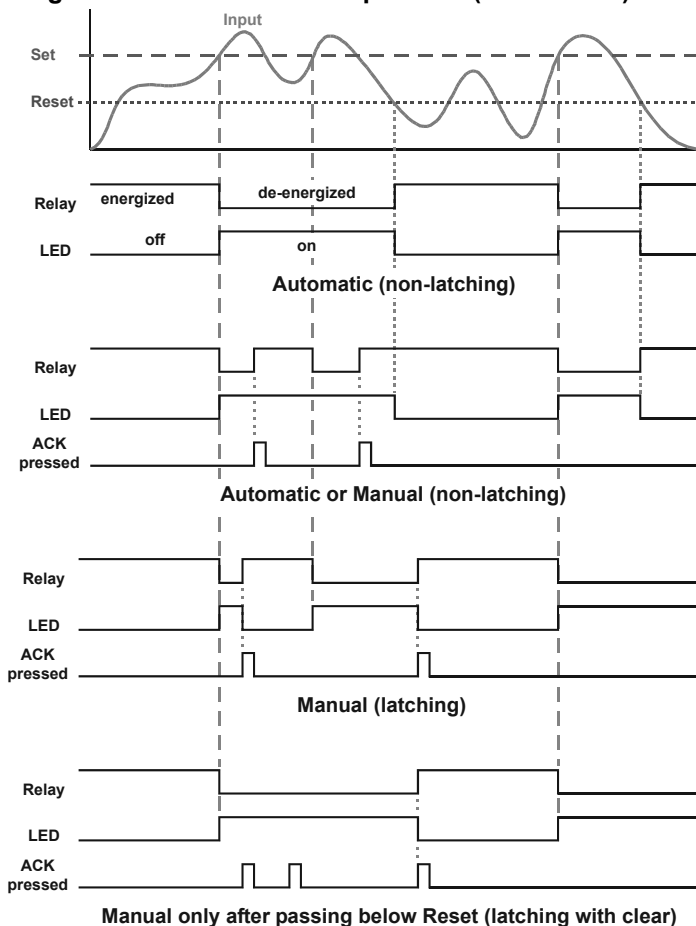 Input
Set
Reset
Relay energized de-energized
LED off on
Automatic (non-latching)
Relay
LED
ACK
pressed
Automatic or Manual (non-latching)
Relay
LED
ACK
pressed
Manual (latching)
Relay
LED
ACK
pressed
Manual only after passing below Reset (latching with clear)